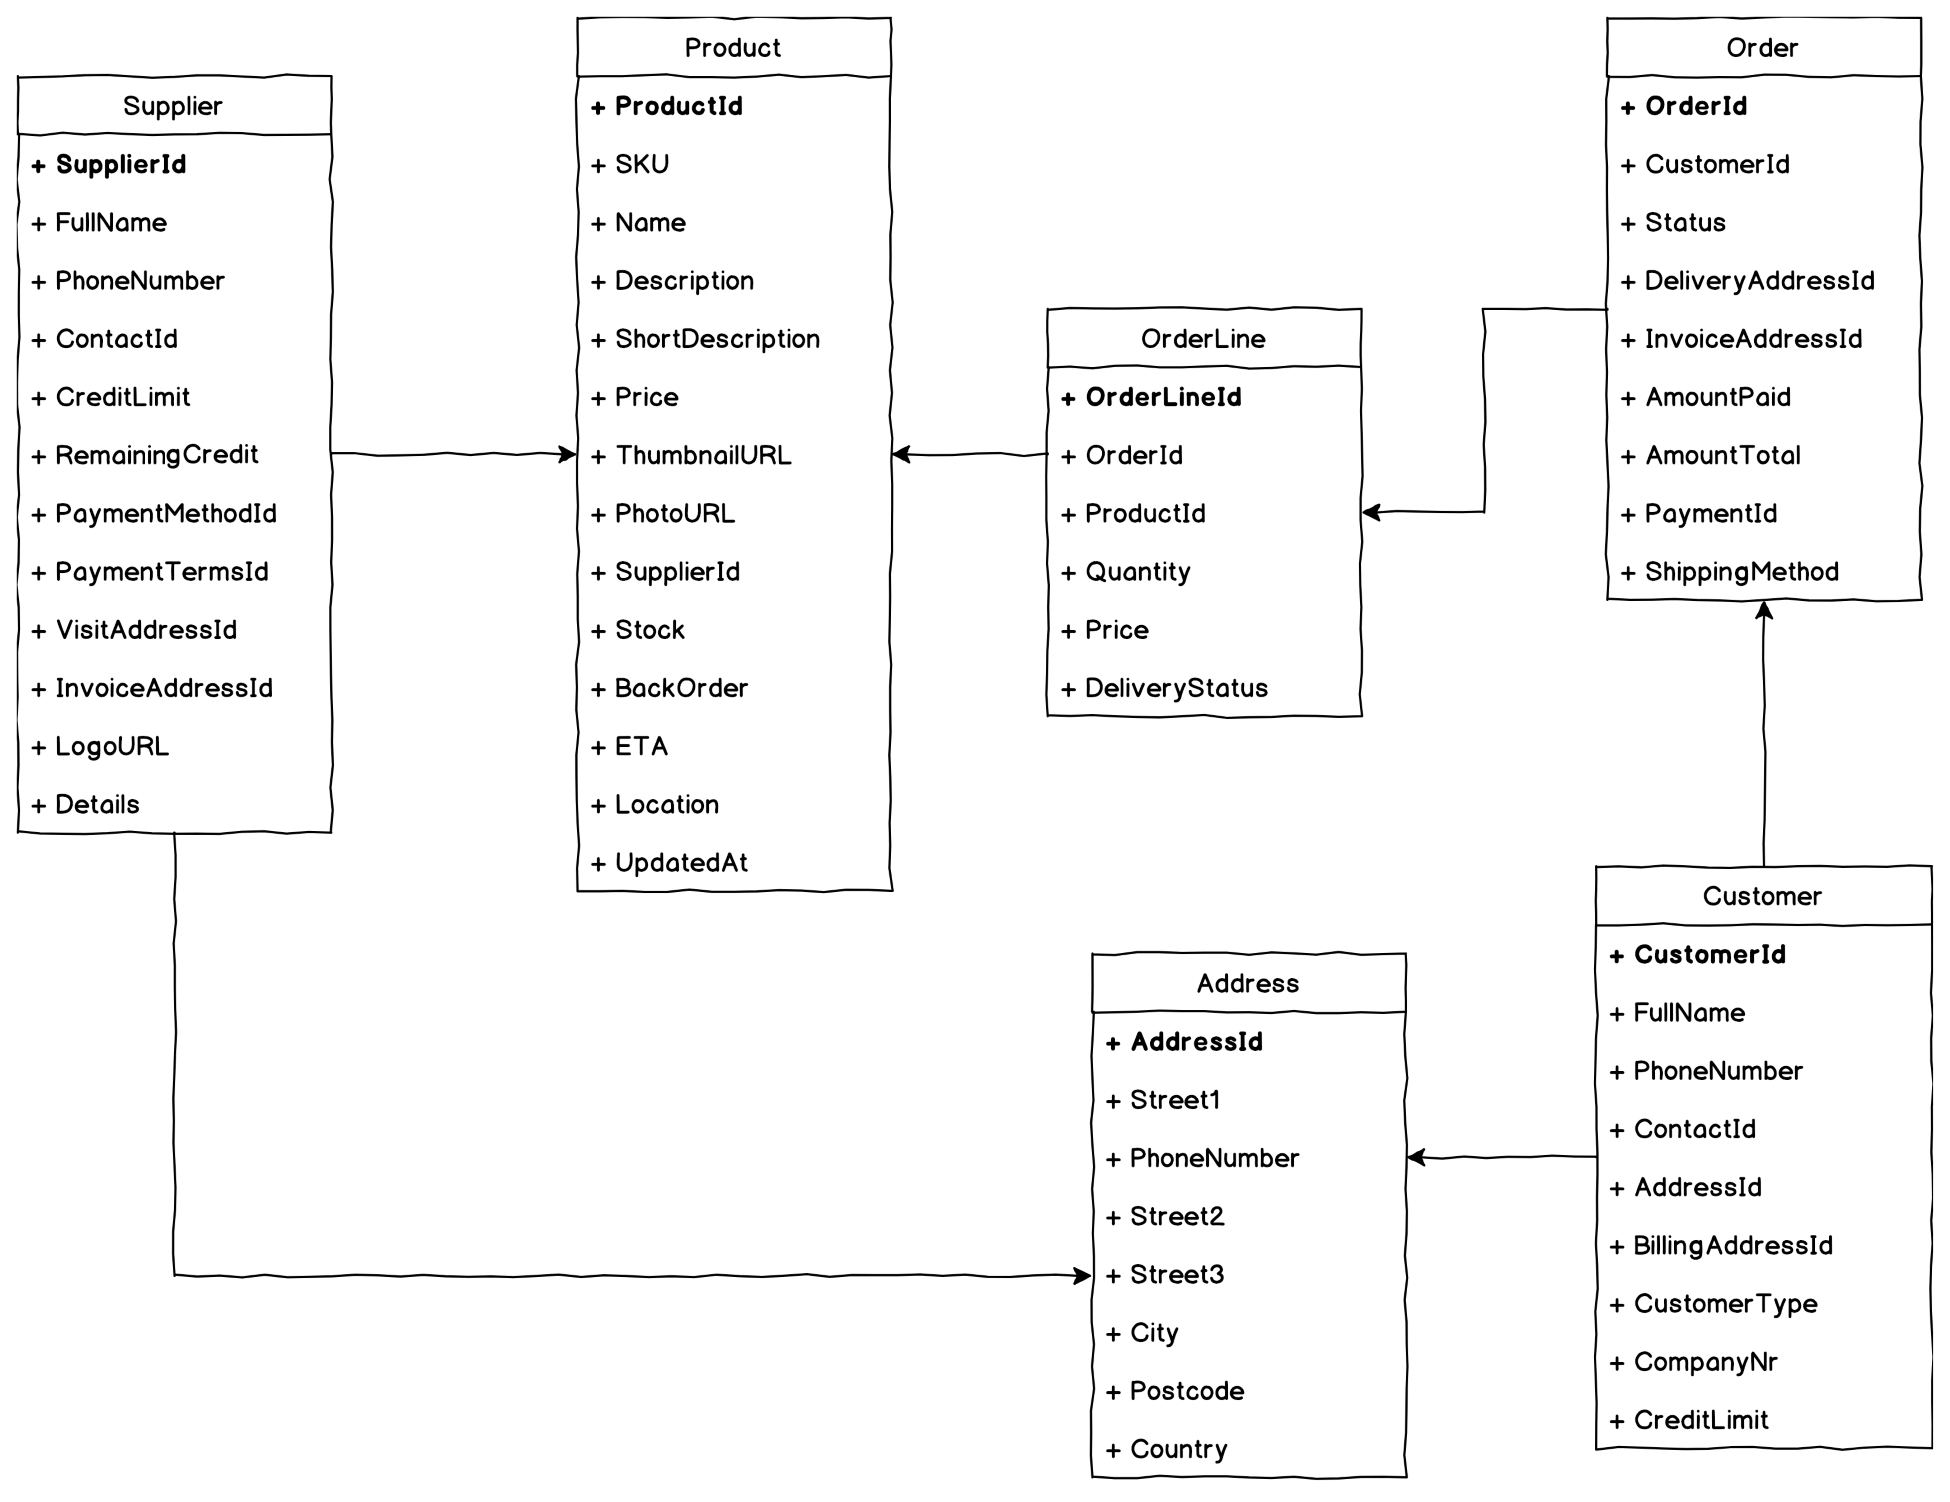 Supplier
+ SupplierId
+ FullName
+ PhoneNumber
+ ContactId
+ CreditLimit
+ RemainingCredit
+ PaymentMethodId
+ PaymentTermsId
+ VisitAddressId
+ InvoiceAddressId
+ LogoURL
+ Details
Product
+ ProductId
+ SKU
+ Name
+ Description
+ ShortDescription
+ Price
+ ThumbnailURL
+ PhotoURL
+ SupplierId
+ Stock
+ BackOrder
+ ETA
+ Location
+ UpdatedAt
OrderLine
+ OrderLineId
+ OrderId
+ ProductId
+ Quantity
+ Price
+ DeliveryStatus
Order
+ OrderId
+ CustomerId
+ Status
+ DeliveryAddressId
+ InvoiceAddressId
+ AmountPaid
+ AmountTotal
+ PaymentId
+ ShippingMethod
Address
+ AddressId
+ Street1
+ PhoneNumber
+ Street2
+ Street3
+ City
+ Postcode
+ Country
Customer
+ CustomerId
+ FullName
+ PhoneNumber
+ ContactId
+ AddressId
+ BillingAddressId
+ CustomerType
+ CompanyNr
+ CreditLimit